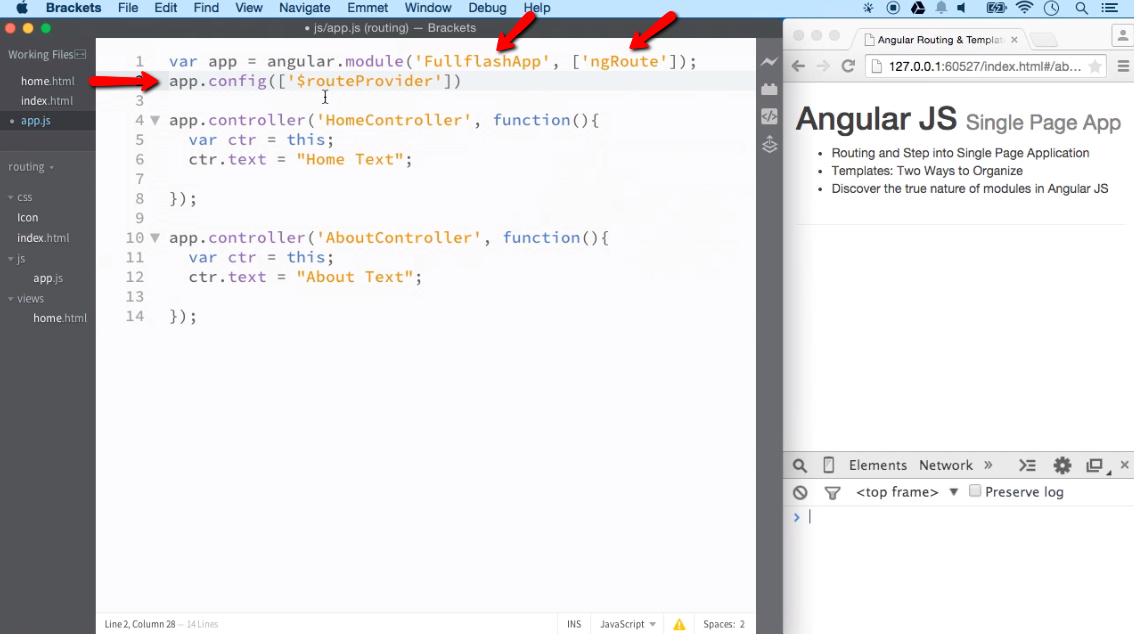 Brackets File Edit Find View Navigate Emmet Window Debug Help
• js/app.js (routing) — Brackets
Working Files
home.html
index.html
• app.js
routing
css
Icon
index.html
js
app.js
views
home.html
1 var app = angular.module('FullflashApp', ['ngRoute']);
app.config(['$routeProvider'])
3
4 app.controller('HomeController', function(){
5 var ctr = this;
6 ctr.text = "Home Text";
7
8 });
9
10 app.controller('AboutController', function(){
11 var ctr = this;
12 ctr.text = "About Text";
13
14 });
Line 2, Column 28 — 14 Lines
INS JavaScript Spaces: 2
Angular Routing & Templat
127.0.0.1:60527/index.html#/ab...
Angular JS Single Page App
• Routing and Step into Single Page Application
• Templates: Two Ways to Organize
• Discover the true nature of modules in Angular JS
Elements Network »
<top frame> Preserve log
>